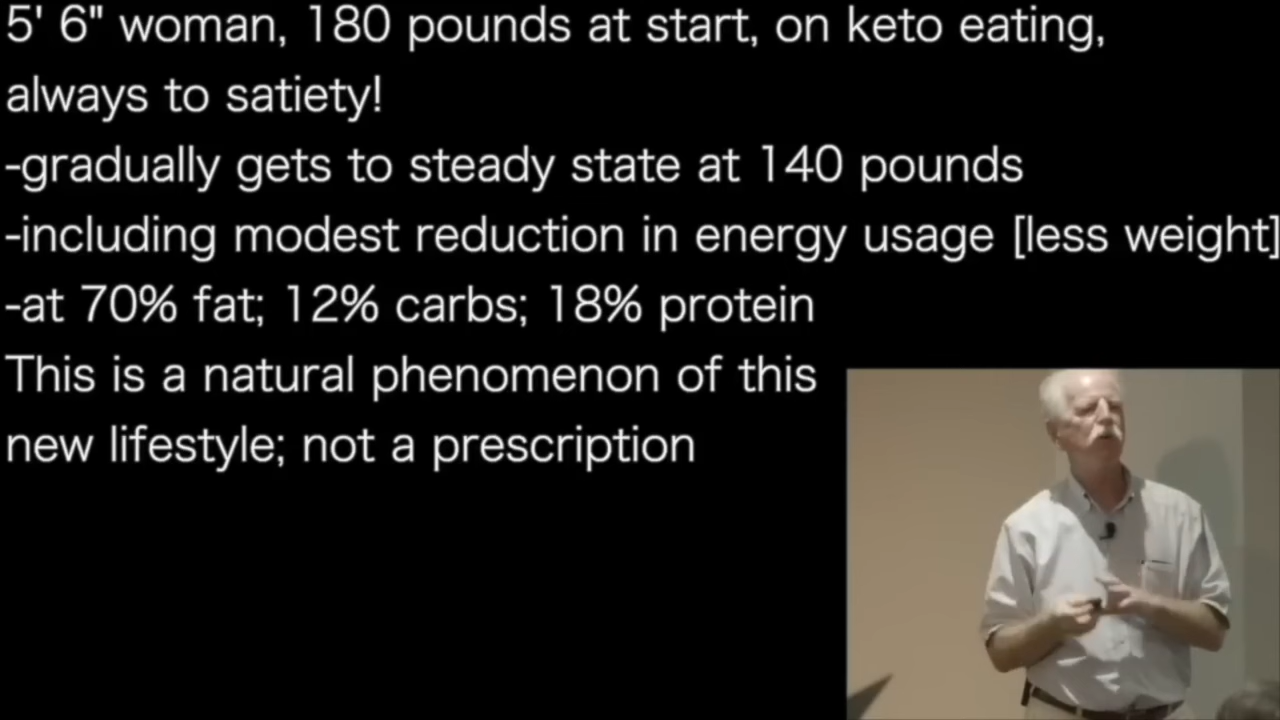 5' 6" woman, 180 pounds at start, on keto eating,
always to satiety!
-gradually gets to steady state at 140 pounds
-including modest reduction in energy usage [less weight]
-at 70% fat; 12% carbs; 18% protein
This is a natural phenomenon of this
new lifestyle; not a prescription